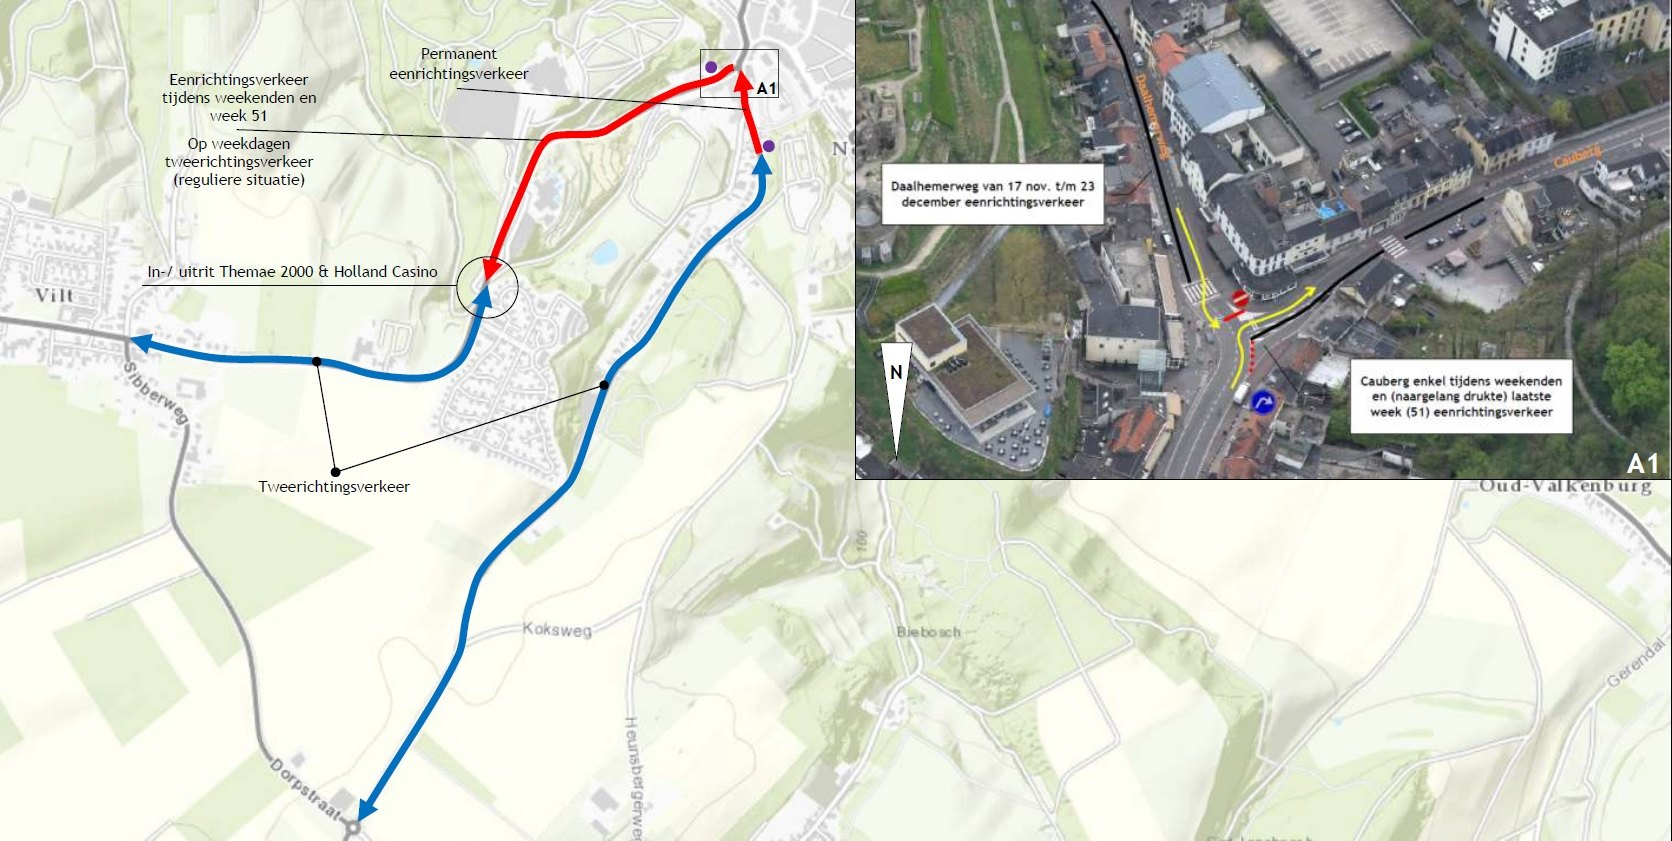 Permanent
eenrichtingsverkeer
Eenrichtingsverkeer
tijdens weekenden en
week 51
Op weekdagen
tweerichtingsverkeer
(reguliere situatie)
A1
In-/ uitrit Themae 2000 & Holland Casino
Vilt
Sibberweg
Tweerichtingsverkeer
Koksweg
Dorpstraat
Heunsbergerweg
100
Biebosch
Gerendal
Oud-Valkenburg
Daalhemerweg
Cauberg
Daalhemerweg van 17 nov. t/m 23
december eenrichtingsverkeer
N
Cauberg enkel tijdens weekenden
en (naargelang drukte) laatste
week (51) eenrichtingsverkeer
A1